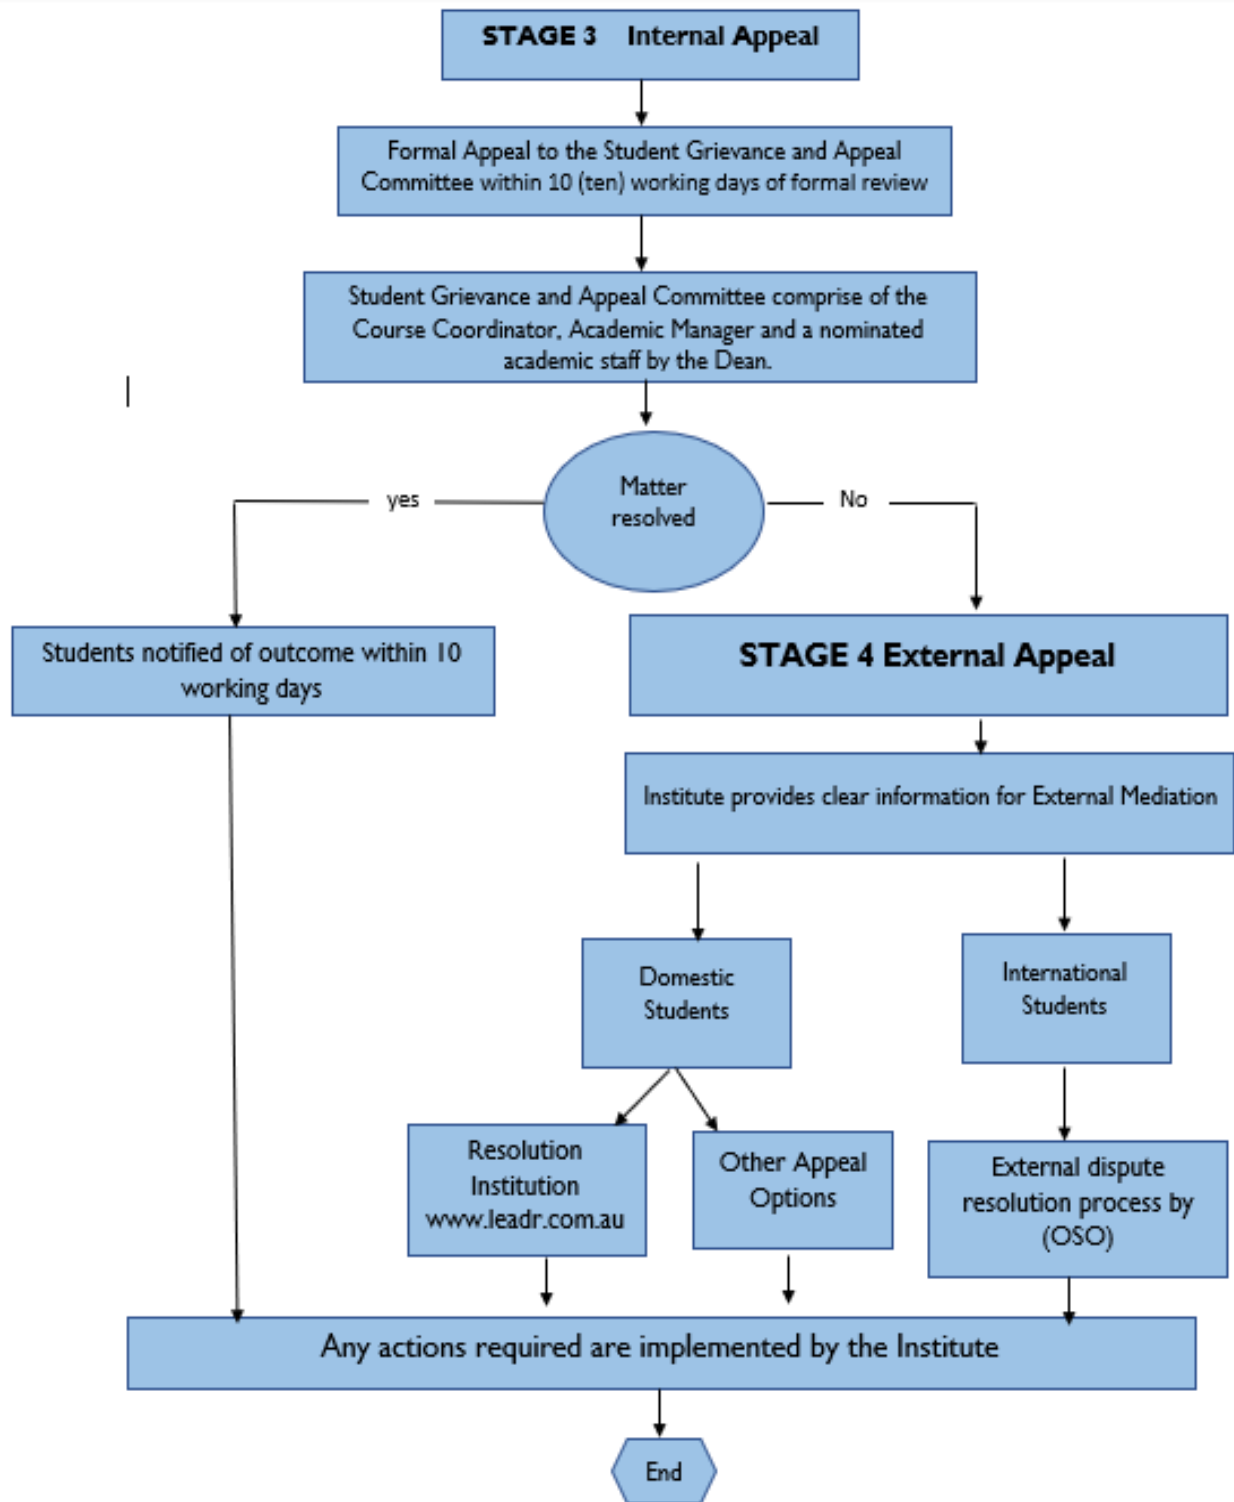 STAGE 3 Internal Appeal
Formal Appeal to the Student Grievance and Appeal
Committee within 10 (ten) working days of formal review
Student Grievance and Appeal Committee comprise of the
Course Coordinator, Academic Manager and a nominated
academic staff by the Dean.
Matter
resolved
yes
No
Students notified of outcome within 10
working days
STAGE 4 External Appeal
Institute provides clear information for External Mediation
Domestic
Students
International
Students
Resolution
Institution
www.leadr.com.au
Other Appeal
Options
External dispute
resolution process by
(OSO)
Any actions required are implemented by the Institute
End